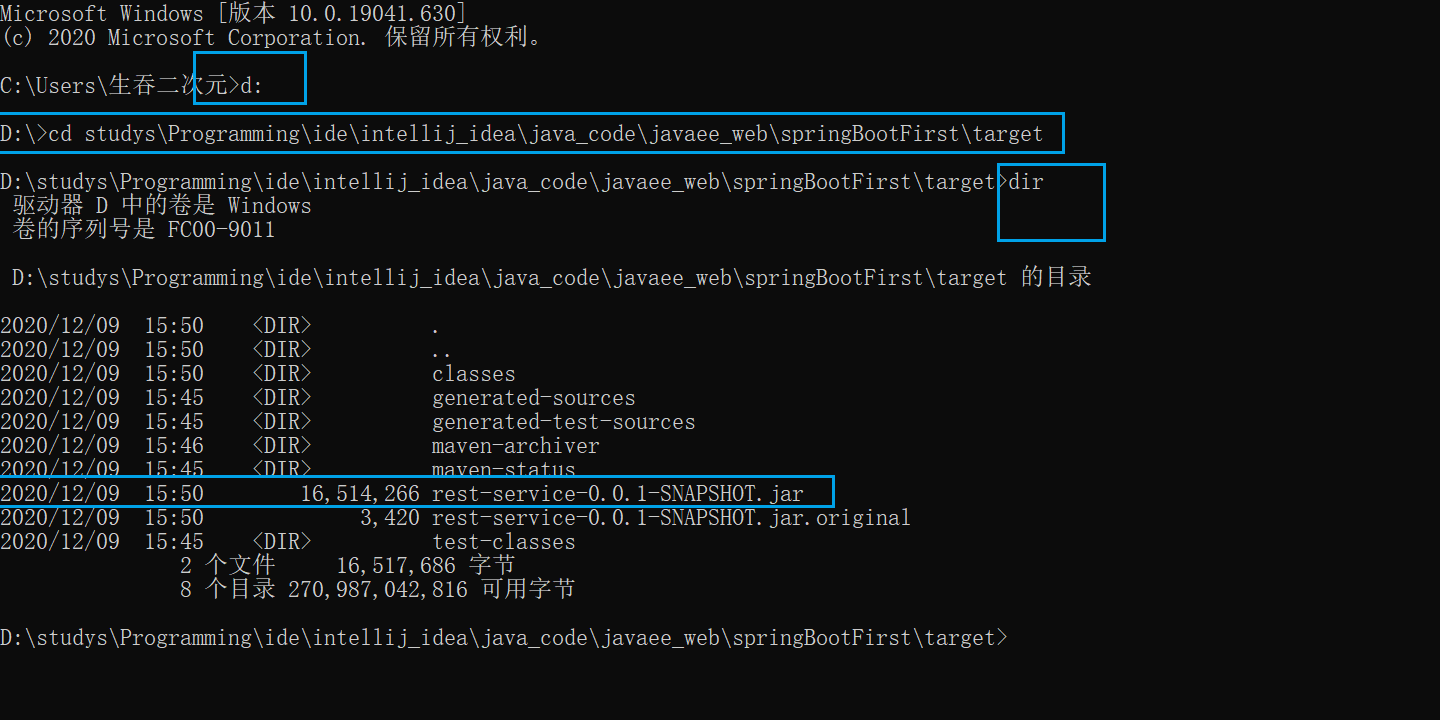 Microsoft Windows [版本 10.0.19041.630]
(c) 2020 Microsoft Corporation. 保留所有权利。
C:\Users\生吞二次元>d:
D:\>cd studys\Programming\ide\intellij_idea\java_code\javaee_web\springBootFirst\target
D:\studys\Programming\ide\intellij_idea\java_code\javaee_web\springBootFirst\target>dir
驱动器 D 中的卷是 Windows
卷的序列号是 FC00-9011
D:\studys\Programming\ide\intellij_idea\java_code\javaee_web\springBootFirst\target 的目录
2020/12/09  15:50    <DIR>          .
2020/12/09  15:50    <DIR>          ..
2020/12/09  15:50    <DIR>          classes
2020/12/09  15:45    <DIR>          generated-sources
2020/12/09  15:45    <DIR>          generated-test-sources
2020/12/09  15:46    <DIR>          maven-archiver
2020/12/09  15:45    <DIR>          maven-status
2020/12/09  15:50        16,514,266 rest-service-0.0.1-SNAPSHOT.jar
2020/12/09  15:50             3,420 rest-service-0.0.1-SNAPSHOT.jar.original
2020/12/09  15:45    <DIR>          test-classes
2 个文件     16,517,686 字节
8 个目录 270,987,042,816 可用字节
D:\studys\Programming\ide\intellij_idea\java_code\javaee_web\springBootFirst\target>